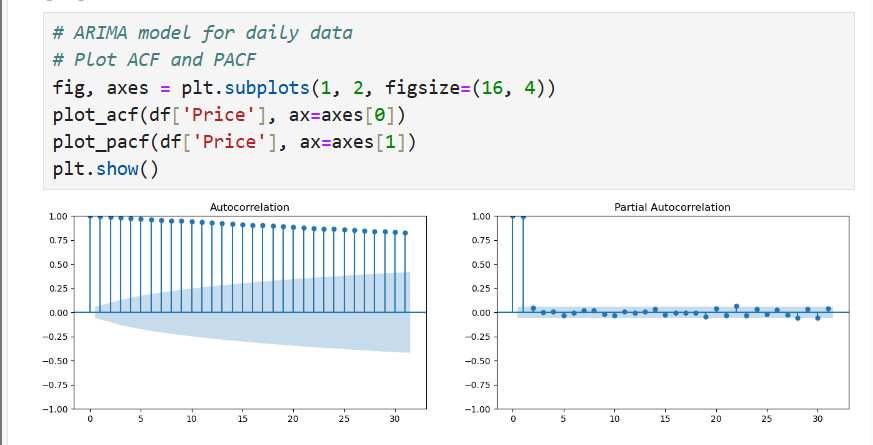 # ARIMA model for daily data
# Plot ACF and PACF
fig, axes = plt.subplots(1, 2, figsize=(16, 4))
plot_acf(df['Price'], ax=axes[0])
plot_pacf(df['Price'], ax=axes[1])
plt.show()
Autocorrelation
1.00
0.75
0.50
0.25
0.00
−0.25
−0.50
−0.75
−1.00
0 5 10 15 20 25 30
Partial Autocorrelation
1.00
0.75
0.50
0.25
0.00
−0.25
−0.50
−0.75
−1.00
0 5 10 15 20 25 30